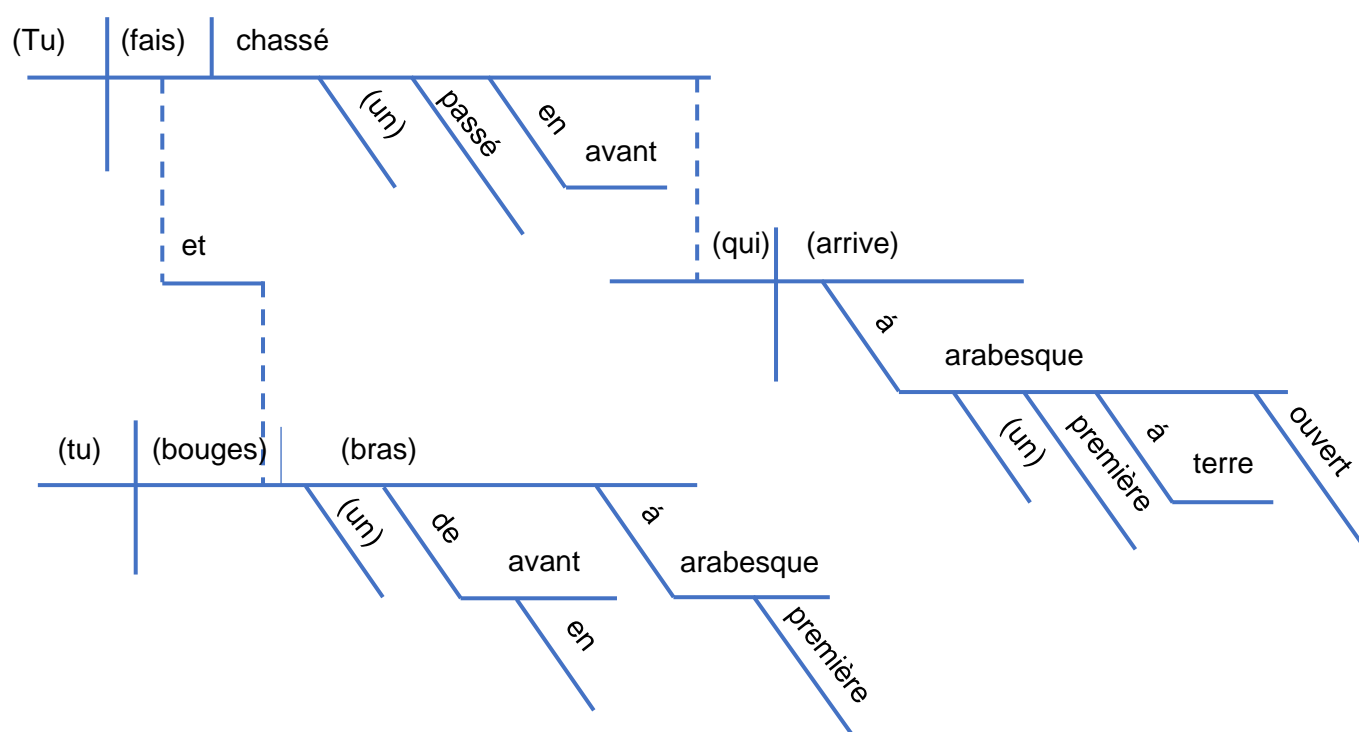 (Tu) (fais) chassé
(un) passé en avant
et
(qui) (arrive)
á arabesque
(un) première á terre ouvert
(tu) (bouges) (bras)
(un) de avant á arabesque
en première